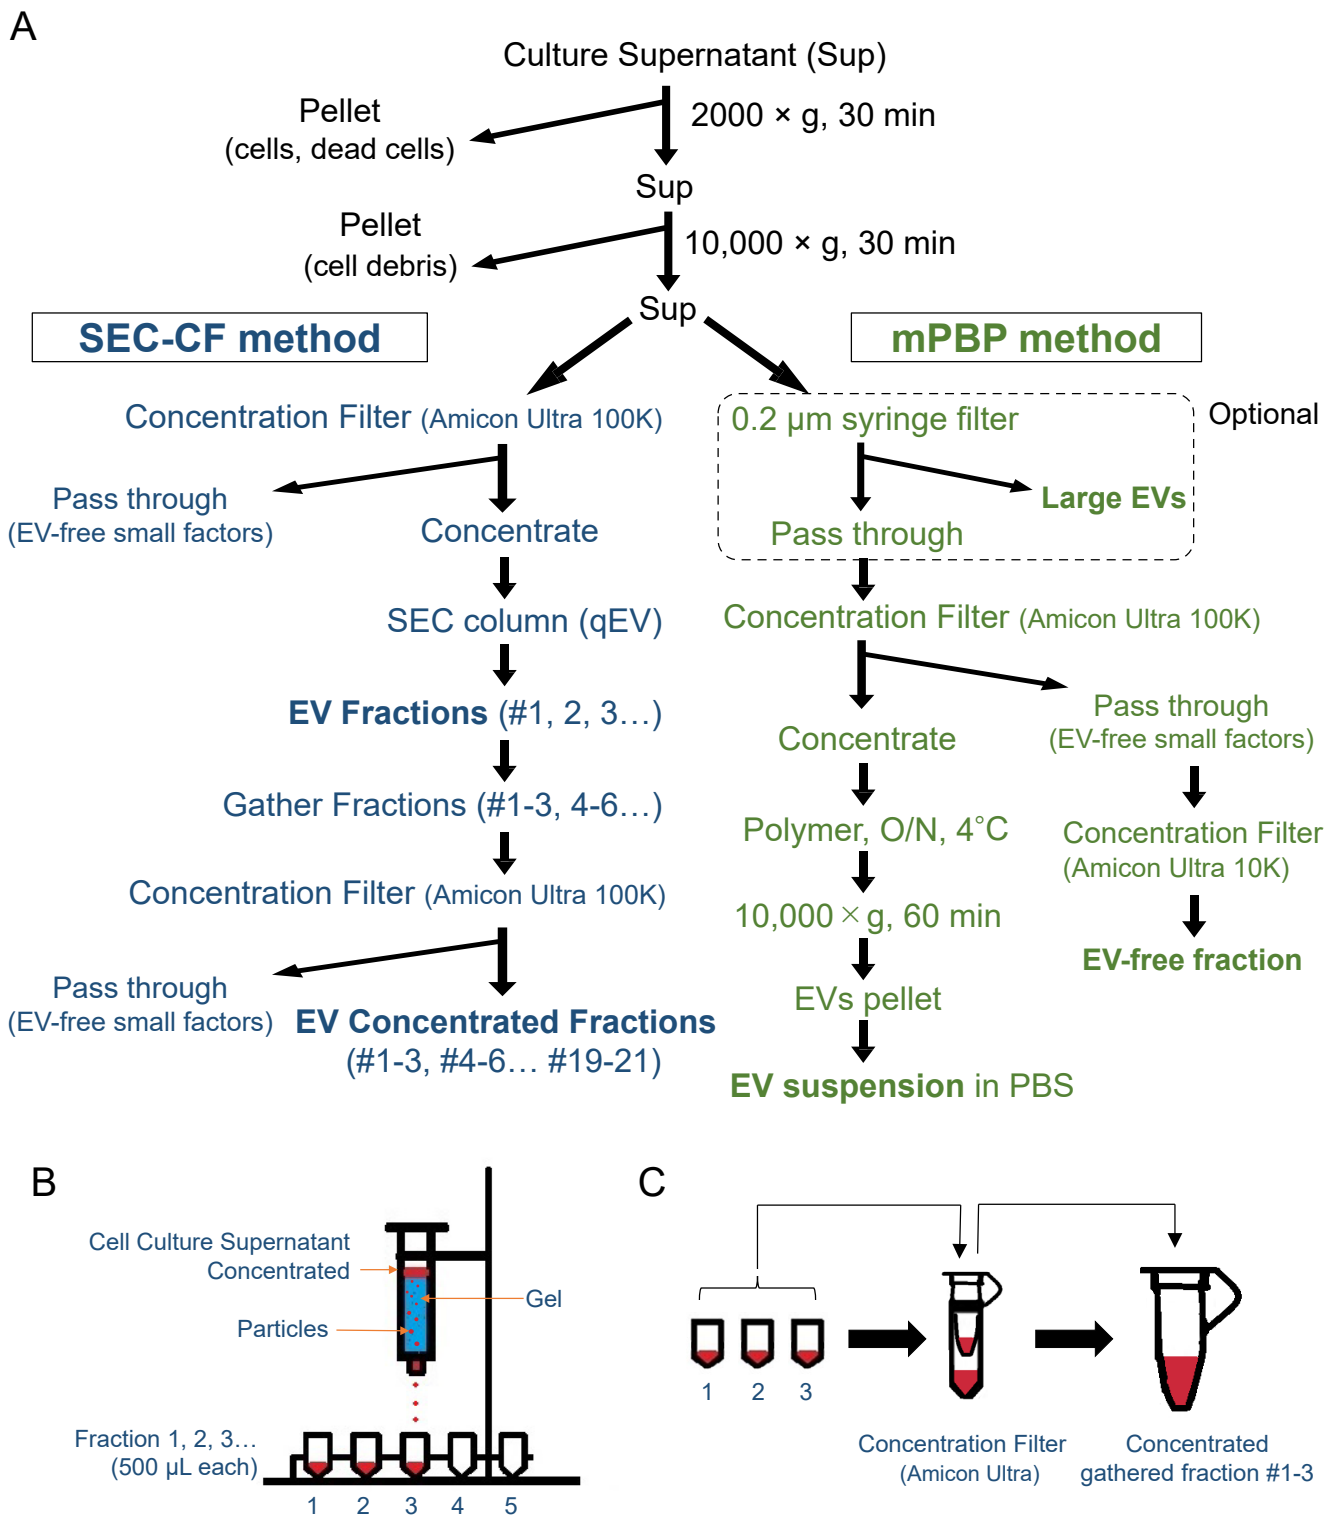 A
Culture Supernatant (Sup)
Pellet
(cells, dead cells)
2000 × g, 30 min
Sup
Pellet
(cell debris)
10,000 × g, 30 min
Sup
SEC-CF method
Concentration Filter (Amicon Ultra 100K)
Pass through
(EV-free small factors)
Concentrate
SEC column (qEV)
EV Fractions (#1, 2, 3…)
Gather Fractions (#1-3, 4-6…)
Concentration Filter (Amicon Ultra 100K)
Pass through
(EV-free small factors)
EV Concentrated Fractions
(#1-3, #4-6… #19-21)
mPBP method
Optional
0.2 μm syringe filter
Large EVs
Pass through
Concentration Filter (Amicon Ultra 100K)
Concentrate
Polymer, O/N, 4°C
10,000 × g, 60 min
EVs pellet
EV suspension in PBS
Pass through
(EV-free small factors)
Concentration Filter
(Amicon Ultra 10K)
EV-free fraction
B
Cell Culture Supernatant
Concentrated
Gel
Particles
Fraction 1, 2, 3…
(500 μL each)
1 2 3 4 5
C
1 2 3
Concentration Filter
(Amicon Ultra)
Concentrated
gathered fraction #1-3